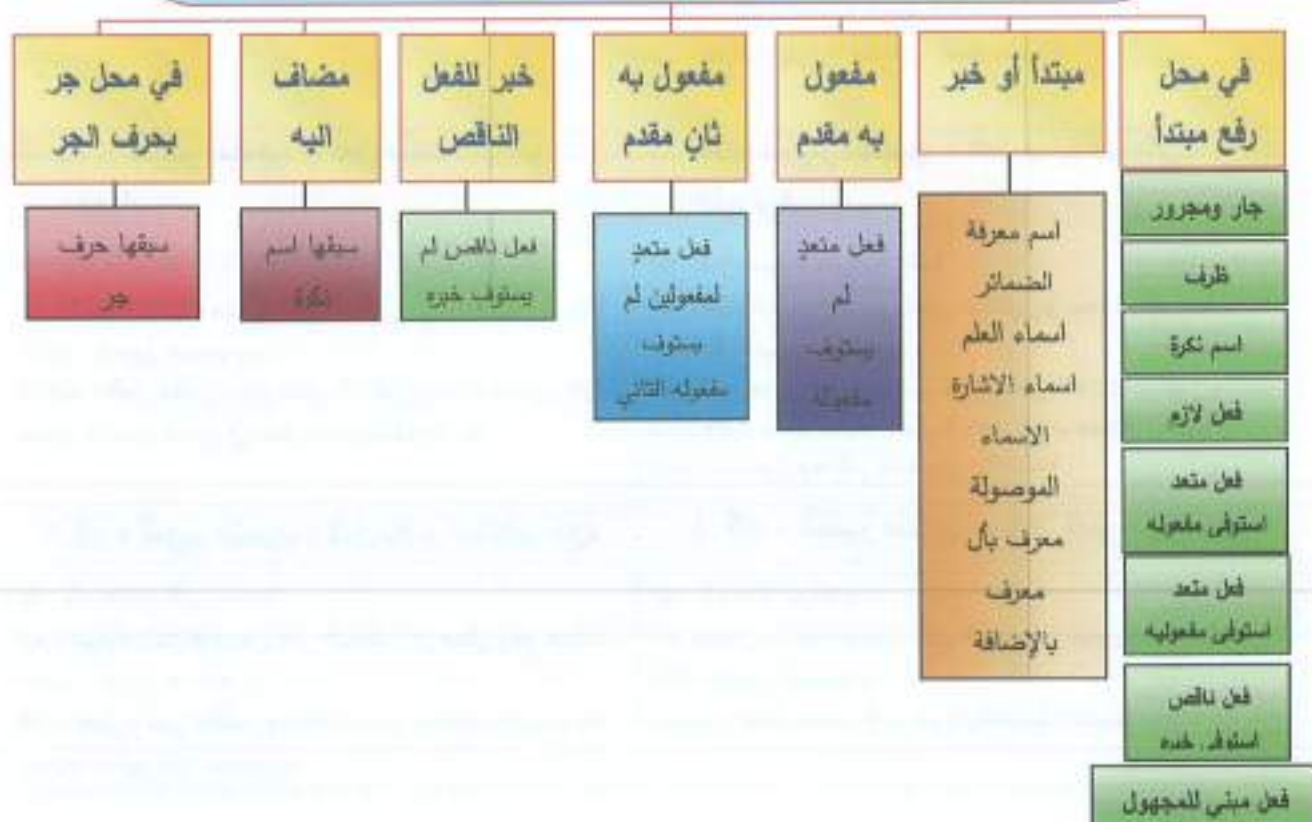 في محل
رفع مبتدأ
جار ومجرور
ظرف
اسم نكرة
فعل لازم
فعل متعد
استوفى مفعوله
فعل متعد
استوفى مفعوليه
فعل ناقص
استوفى خبره
فعل مبني للمجهول
مبتدأ أو خبر
اسم معرفة
الضمائر
اسماء العلم
اسماء الاشارة
الاسماء
الموصولة
معرف بأل
معرف
بالإضافة
مفعول
به مقدم
فعل متعدٍ
لم
يستوف
مفعوله
مفعول به
ثانٍ مقدم
فعل متعدٍ
لمفعولين لم
يستوف
مفعوله الثاني
خبر للفعل
الناقص
فعل ناقص لم
يستوف خبره
مضاف
اليه
سبقها اسم
نكرة
في محل جر
بحرف الجر
سبقها حرف
جر